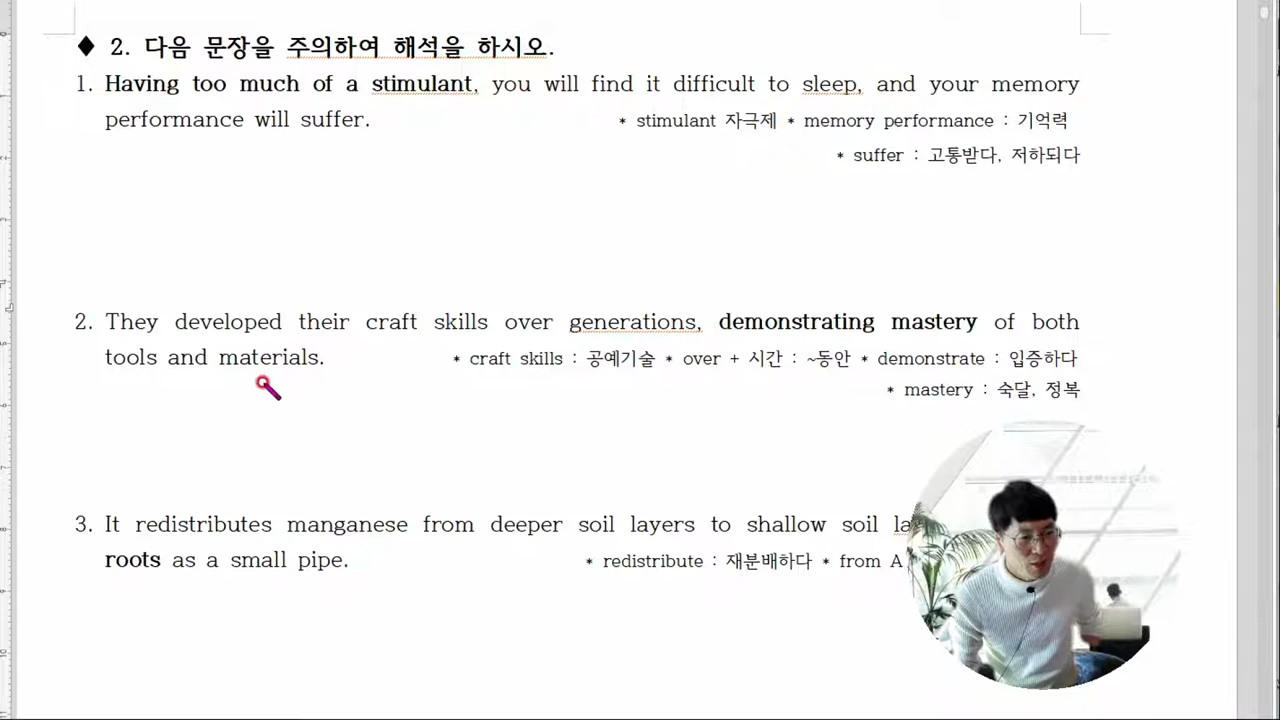 ◆ 2. 다음 문장을 주의하여 해석을 하시오.
1. Having too much of a stimulant, you will find it difficult to sleep, and your memory
performance will suffer. * stimulant 자극제 * memory performance : 기억력
* suffer : 고통받다, 저하되다
2. They developed their craft skills over generations, demonstrating mastery of both
tools and materials. * craft skills : 공예기술 * over + 시간 : ~동안 * demonstrate : 입증하다
* mastery : 숙달, 정복
3. It redistributes manganese from deeper soil layers to shallow soil
roots as a small pipe. * redistribute : 재분배하다 * from A